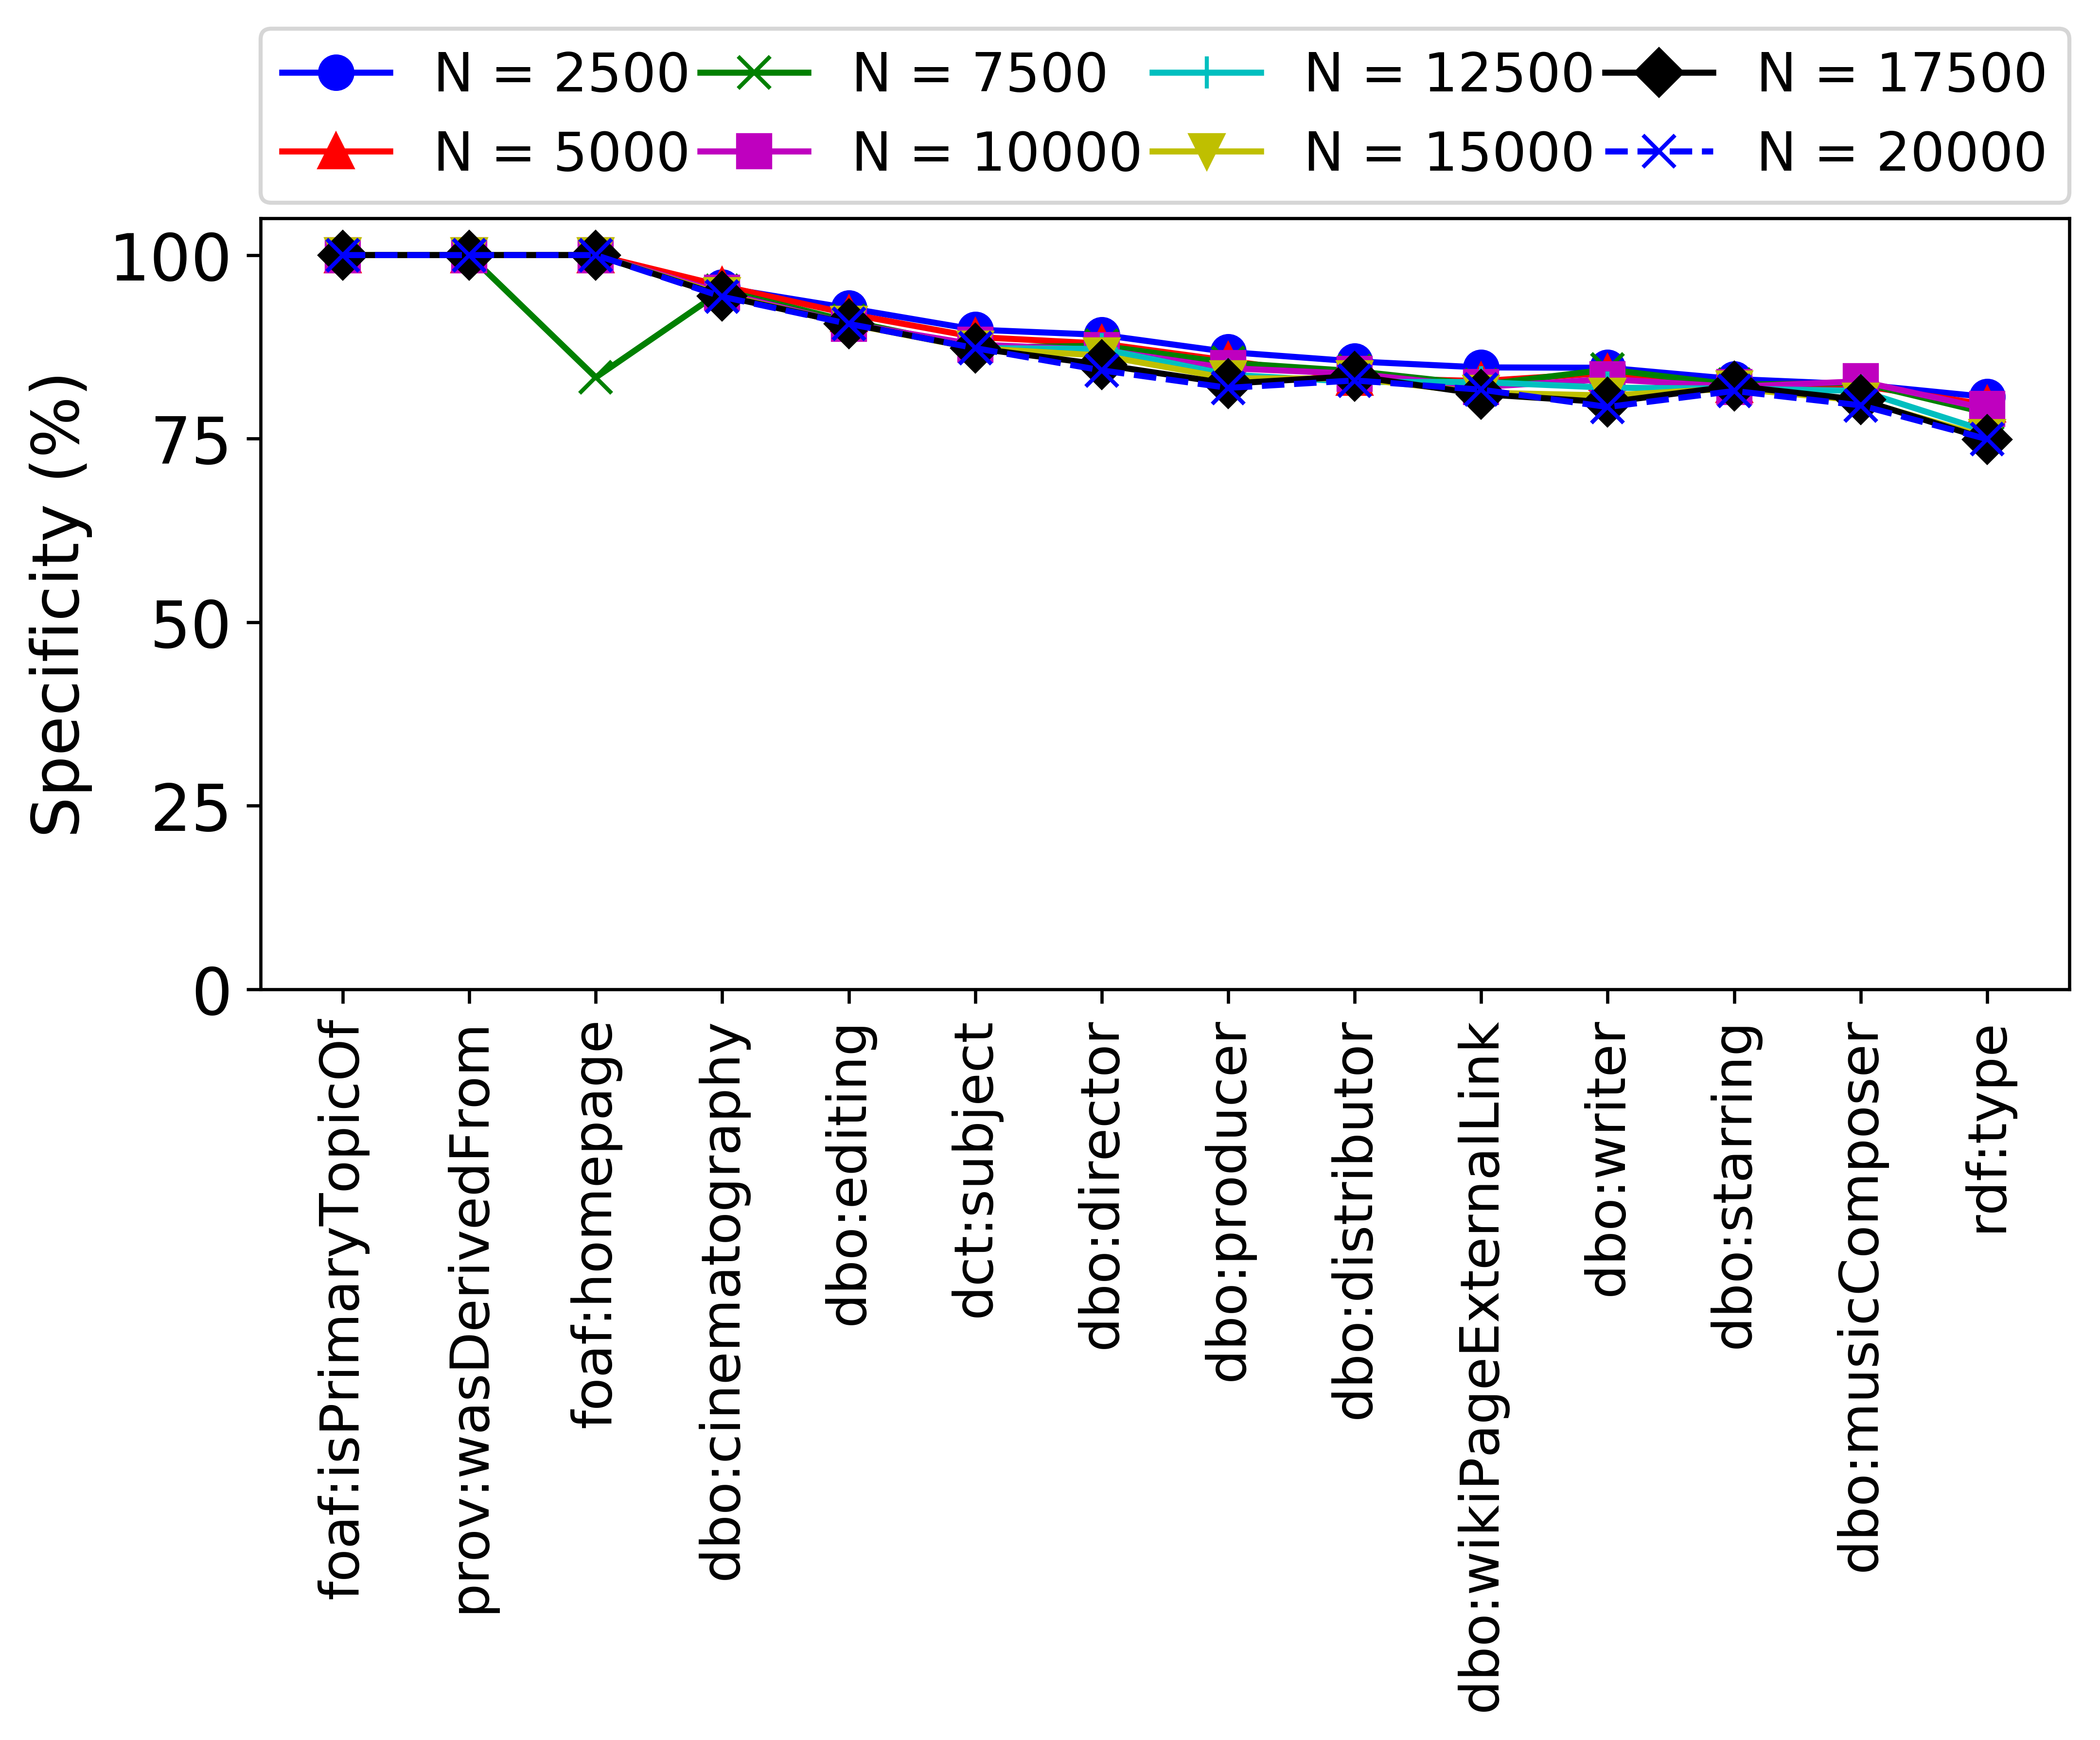 N = 2500 N = 7500 N = 12500 N = 17500
N = 5000 N = 10000 N = 15000 N = 20000
Specificity (%)
100
75
50
25
0
foaf:isPrimaryTopicOf
prov:wasDerivedFrom
foaf:homepage
dbo:cinematography
dbo:editing
dct:subject
dbo:director
dbo:producer
dbo:distributor
dbo:wikiPageExternalLink
dbo:writer
dbo:starring
dbo:musicComposer
rdf:type